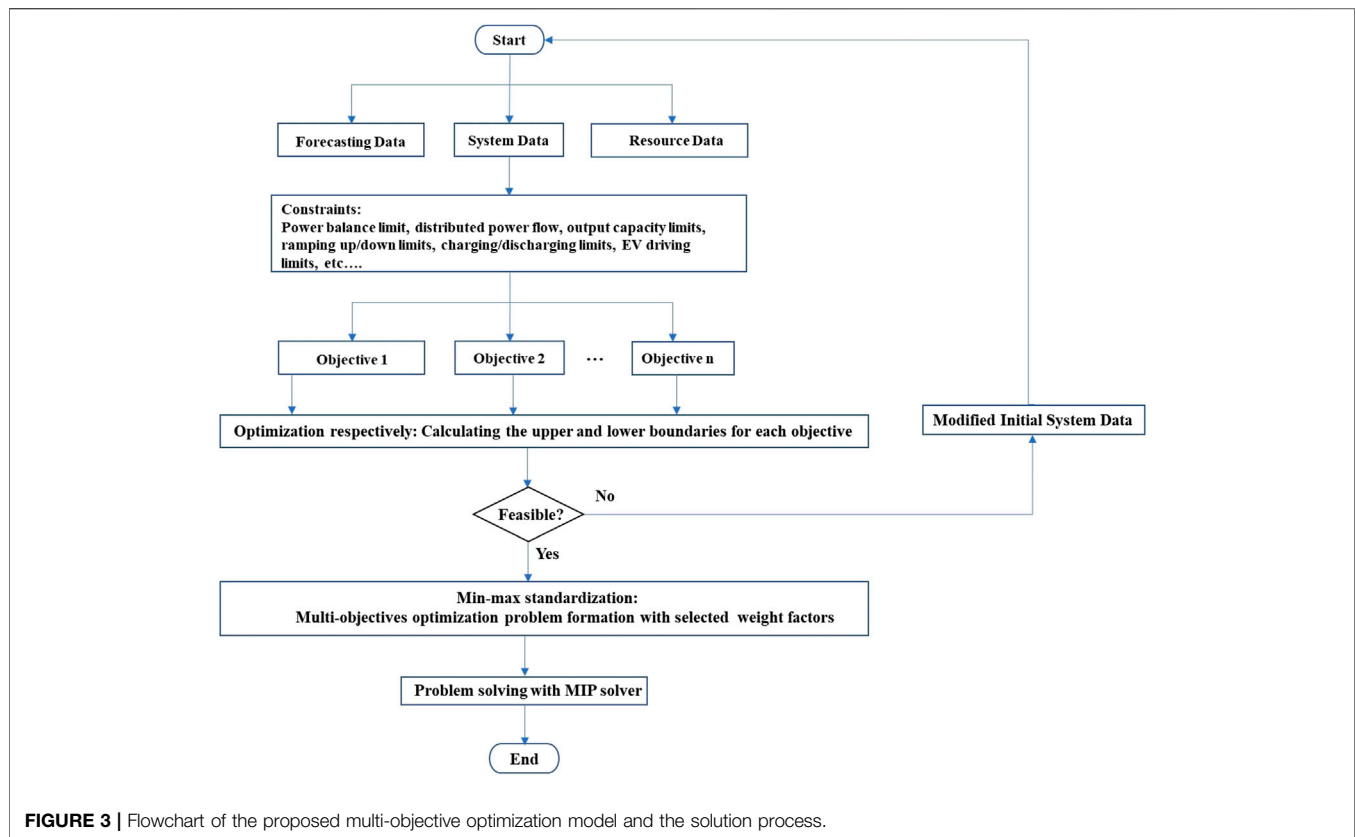 Start
Forecasting Data
System Data
Resource Data
Constraints:
Power balance limit, distributed power flow, output capacity limits,
ramping up/down limits, charging/discharging limits, EV driving
limits, etc….
Objective 1
Objective 2
...
Objective n
Optimization respectively: Calculating the upper and lower boundaries for each objective
Modified Initial System Data
Feasible?
No
Yes
Min-max standardization:
Multi-objectives optimization problem formation with selected weight factors
Problem solving with MIP solver
End
FIGURE 3 | Flowchart of the proposed multi-objective optimization model and the solution process.